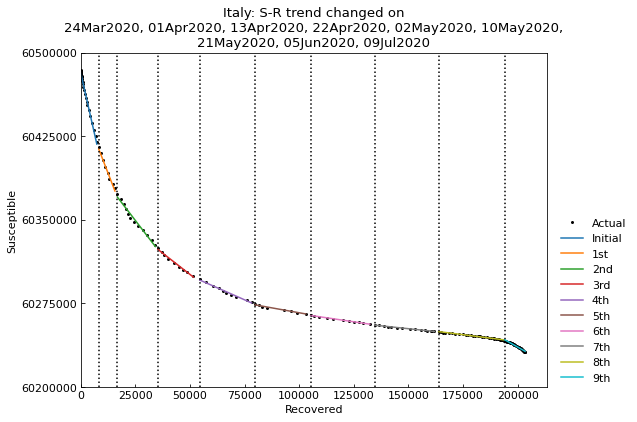 Italy: S-R trend changed on
24Mar2020, 01Apr2020, 13Apr2020, 22Apr2020, 02May2020, 10May2020,
21May2020, 05Jun2020, 09Jul2020
60500000
60425000
60350000
60275000
60200000
Susceptible
0
25000
50000
75000
100000
125000
150000
175000
200000
Recovered
Actual
Initial
1st
2nd
3rd
4th
5th
6th
7th
8th
9th